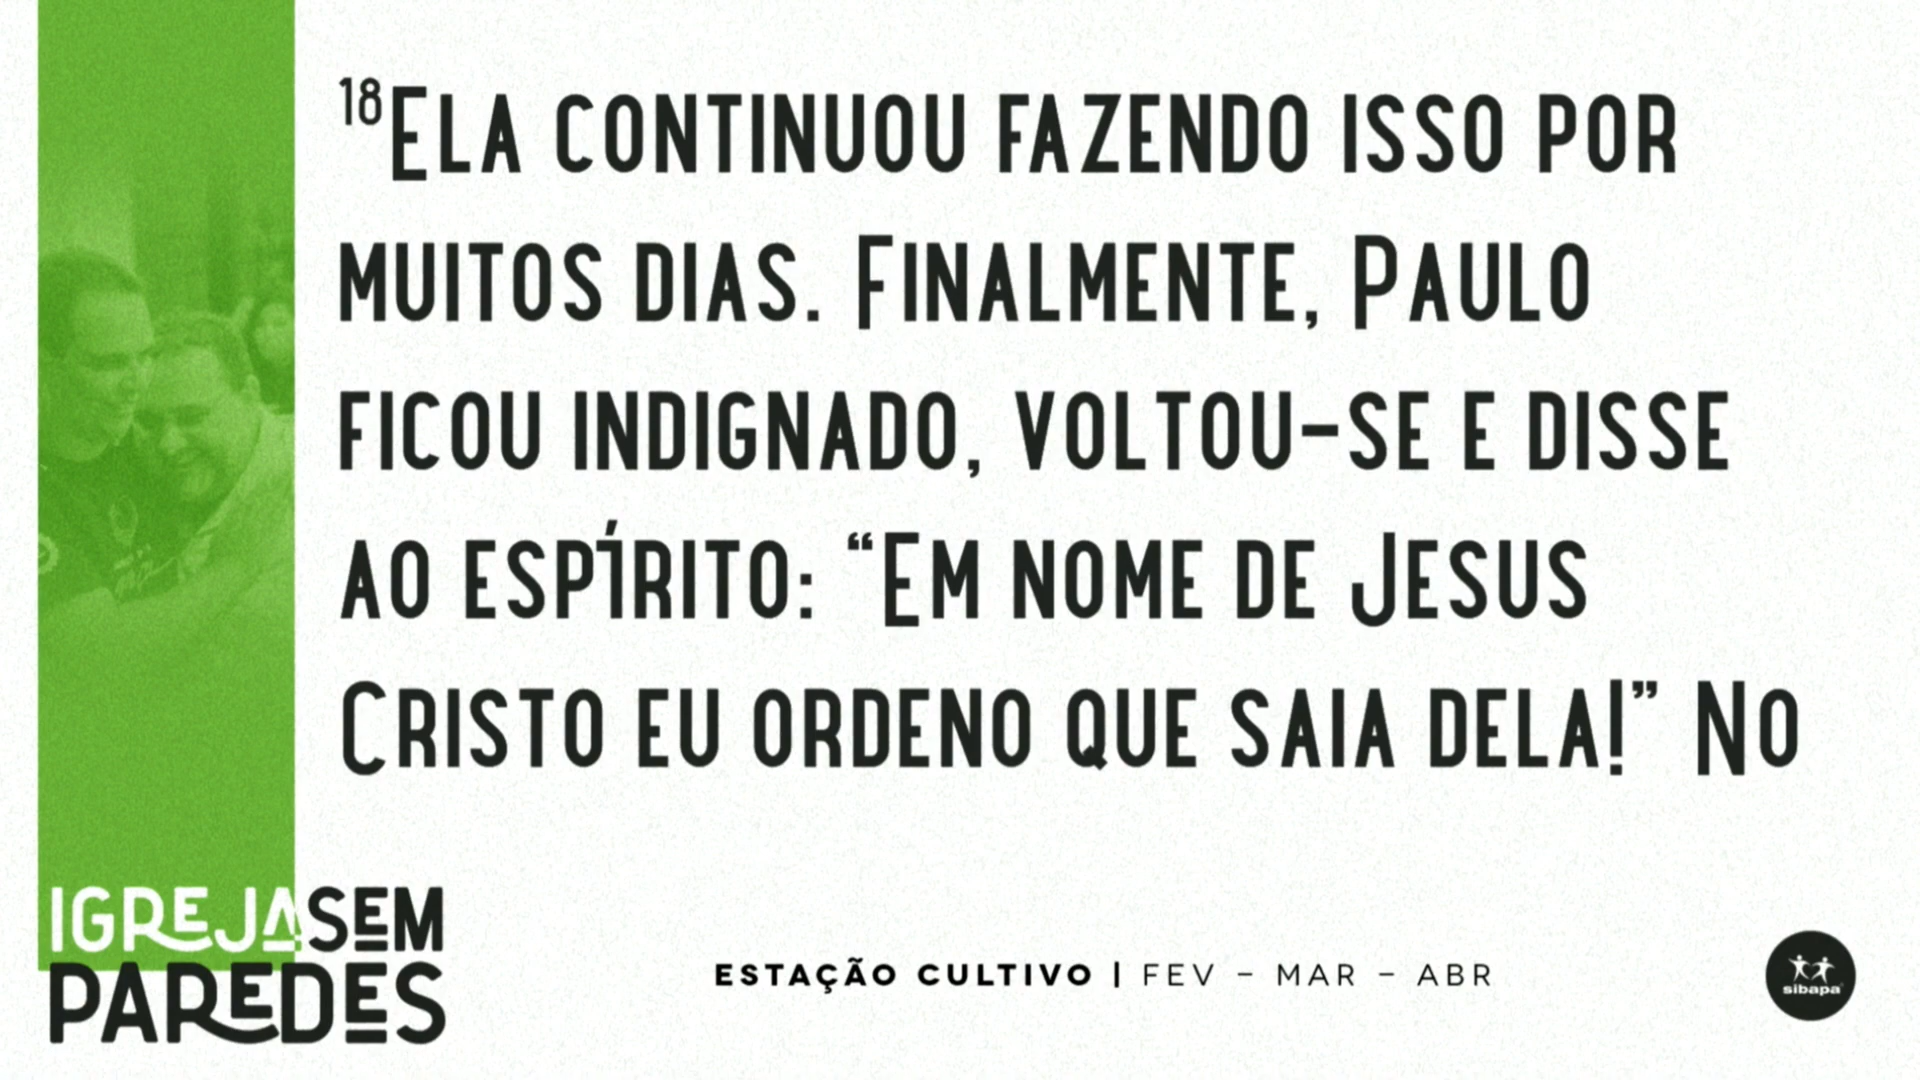 ¹⁸Ela continuou fazendo isso por
muitos dias. Finalmente, Paulo
ficou indignado, voltou-se e disse
ao espírito: “Em nome de Jesus
Cristo eu ordeno que saia dela!” No
IGREJA SEM
PAREDES
ESTAÇÃO CULTIVO | FEV - MAR - ABR
sibapa